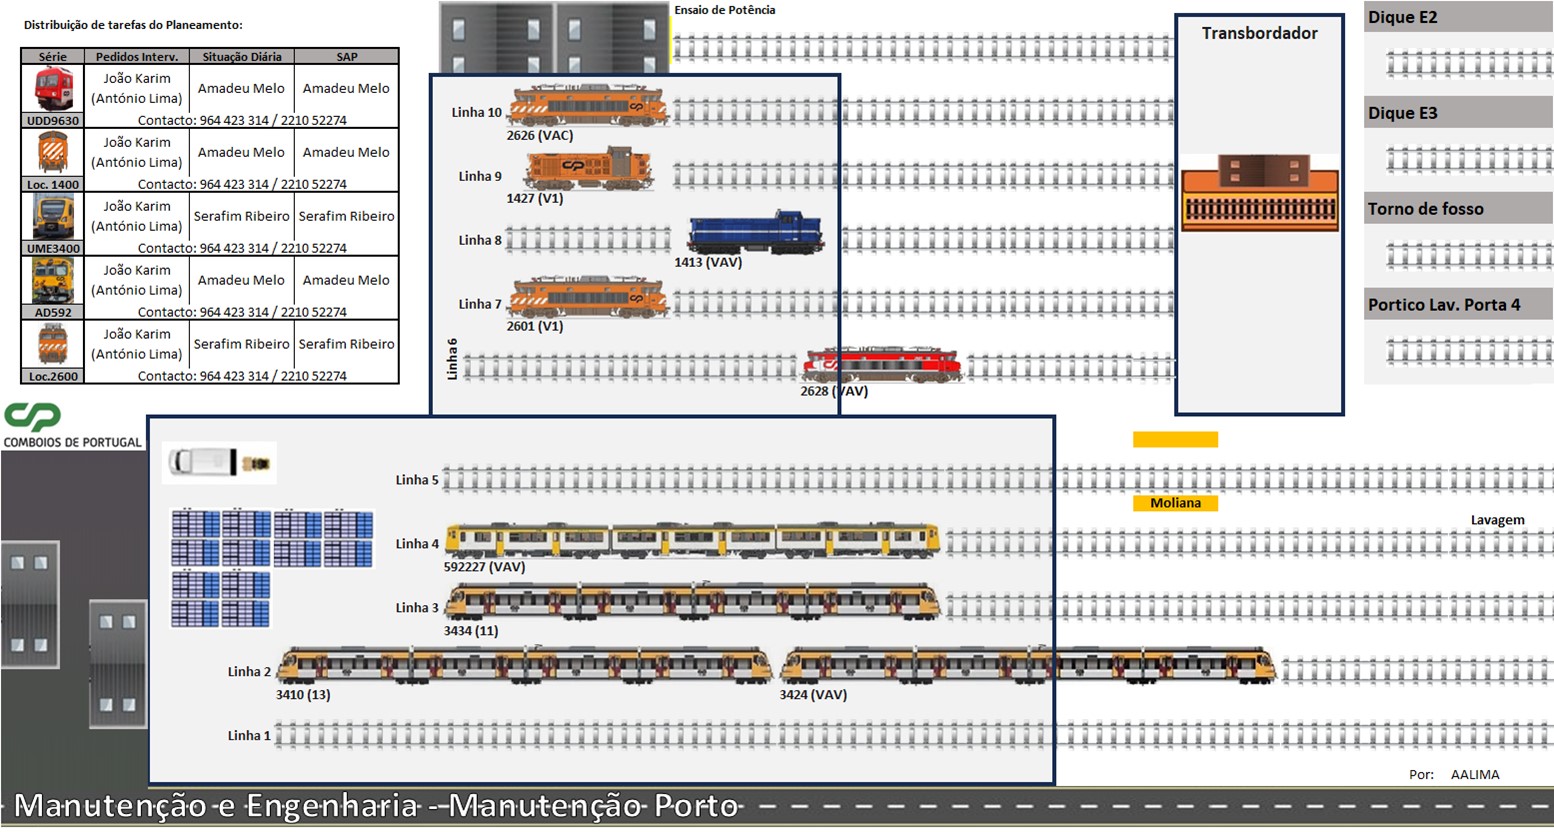 Distribuição de tarefas do Planeamento:
Série Pedidos Interv. Situação Diária SAP
João Karim
(António Lima) Amadeu Melo Amadeu Melo
UDD9630 Contacto: 964 423 314 / 2210 52274
João Karim
(António Lima) Amadeu Melo Amadeu Melo
Loc. 1400 Contacto: 964 423 314 / 2210 52274
João Karim
(António Lima) Serafim Ribeiro Serafim Ribeiro
UME3400 Contacto: 964 423 314 / 2210 52274
João Karim
(António Lima) Amadeu Melo Amadeu Melo
AD592 Contacto: 964 423 314 / 2210 52274
João Karim
(António Lima) Serafim Ribeiro Serafim Ribeiro
Loc.2600 Contacto: 964 423 314 / 2210 52274
CP
COMBOIOS DE PORTUGAL
Ensaio de Potência
Linha 10
2626 (VAC)
Linha 9
1427 (V1)
Linha 8
1413 (VAV)
Linha 7
2601 (V1)
Linha 6
2628 (VAV)
Transbordador
Dique E2
Dique E3
Torno de fosso
Portico Lav. Porta 4
Linha 5
Moliana
Lavagem
Linha 4
592227 (VAV)
Linha 3
3434 (11)
Linha 2
3410 (13)
3424 (VAV)
Linha 1
Por: AALIMA
Manutenção e Engenharia - Manutenção Porto